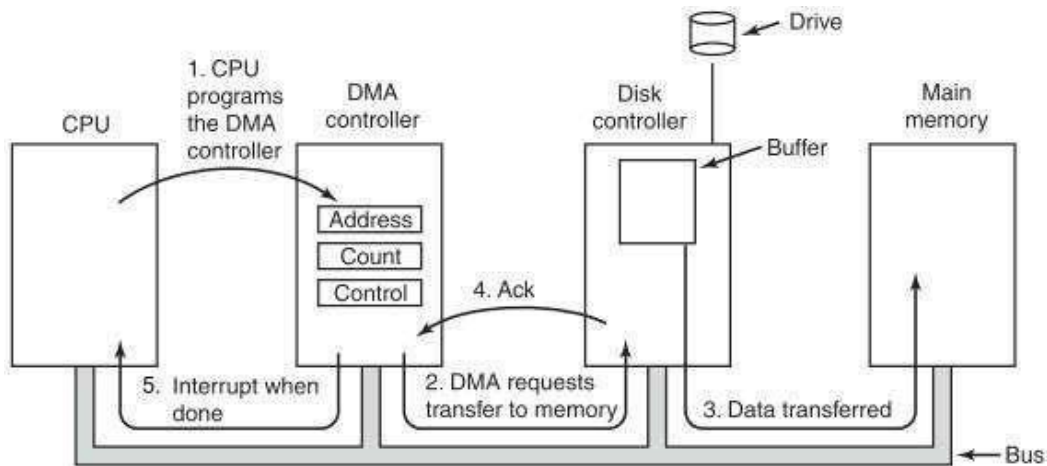 Drive
1. CPU
programs
the DMA
controller
CPU
DMA
controller
Disk
controller
Main
memory
Buffer
Address
Count
Control
4. Ack
5. Interrupt when
done
2. DMA requests
transfer to memory
3. Data transferred
Bus